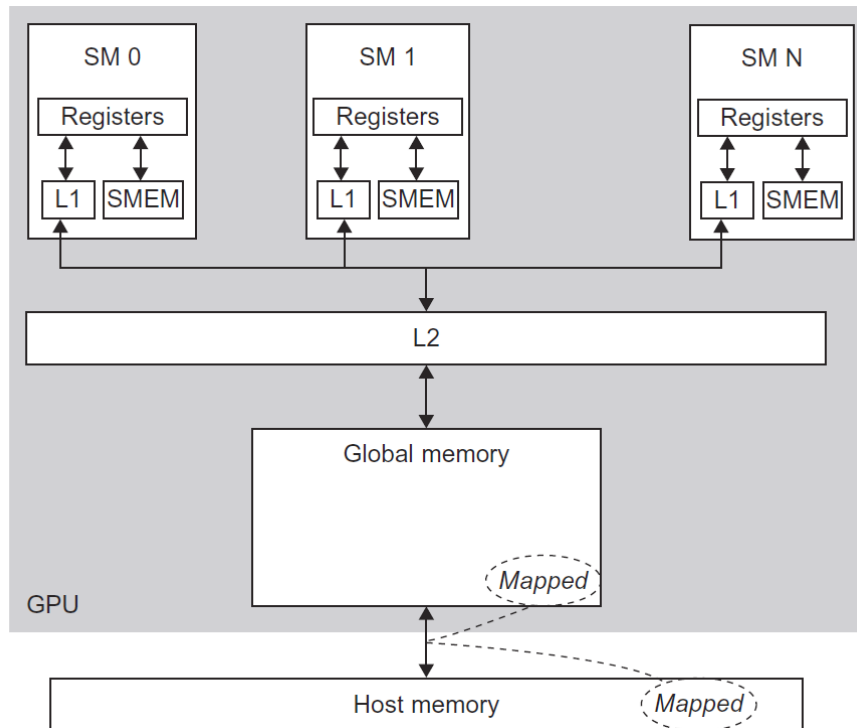 SM 0
SM 1
SM N
Registers
Registers
Registers
L1
SMEM
L1
SMEM
L1
SMEM
L2
Global memory
Mapped
GPU
Host memory
Mapped